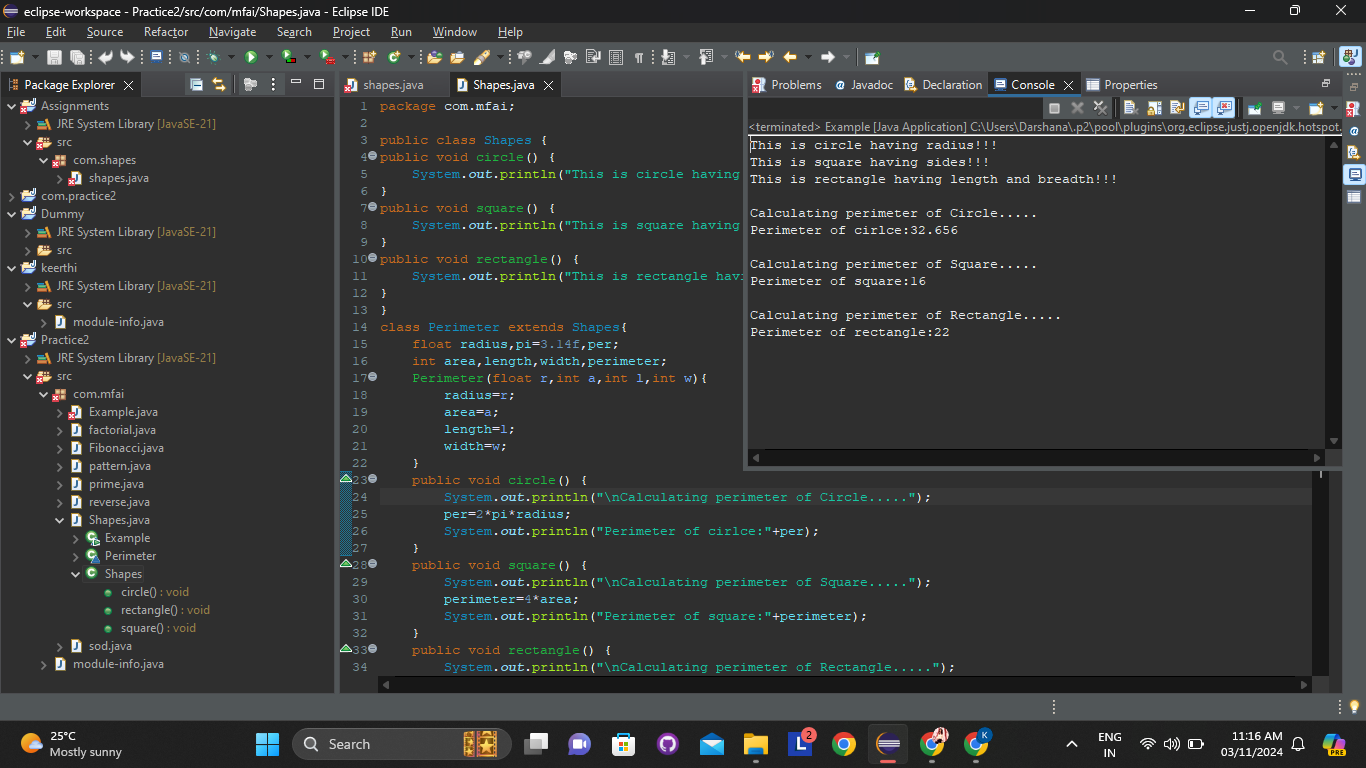 eclipse-workspace - Practice2/src/com/mfai/Shapes.java - Eclipse IDE
File Edit Source Refactor Navigate Search Project Run Window Help
Package Explorer
Assignments
JRE System Library [JavaSE-21]
src
com.shapes
shapes.java
com.practice2
Dummy
JRE System Library [JavaSE-21]
src
keerthi
JRE System Library [JavaSE-21]
src
module-info.java
Practice2
JRE System Library [JavaSE-21]
src
com.mfai
Example.java
factorial.java
Fibonacci.java
pattern.java
prime.java
reverse.java
Shapes.java
Example
Perimeter
Shapes
circle() : void
rectangle() : void
square() : void
sod.java
module-info.java
shapes.java Shapes.java
1 package com.mfai;
2
3 public class Shapes {
4 public void circle() {
5 System.out.println("This is circle having
6 }
7 public void square() {
8 System.out.println("This is square having
9 }
10 public void rectangle() {
11 System.out.println("This is rectangle havi
12 }
13 }
14 class Perimeter extends Shapes{
15 float radius,pi=3.14f,per;
16 int area,length,width,perimeter;
17 Perimeter(float r,int a,int l,int w){
18 radius=r;
19 area=a;
20 length=l;
21 width=w;
22 }
23 public void circle() {
24 System.out.println("\nCalculating perimeter of Circle.....");
25 per=2*pi*radius;
26 System.out.println("Perimeter of cirlce:"+per);
27 }
28 public void square() {
29 System.out.println("\nCalculating perimeter of Square.....");
30 perimeter=4*area;
31 System.out.println("Perimeter of square:"+perimeter);
32 }
33 public void rectangle() {
34 System.out.println("\nCalculating perimeter of Rectangle.....");
Problems Javadoc Declaration Console Properties
<terminated> Example [Java Application] C:\Users\Darshana\.p2\pool\plugins\org.eclipse.justj.openjdk.hotspot.
This is circle having radius!!!
This is square having sides!!!
This is rectangle having length and breadth!!!
Calculating perimeter of Circle.....
Perimeter of cirlce:32.656
Calculating perimeter of Square.....
Perimeter of square:16
Calculating perimeter of Rectangle.....
Perimeter of rectangle:22
25°C
Mostly sunny
Search
L 2
K
ENG
IN
11:16 AM
03/11/2024
PRE